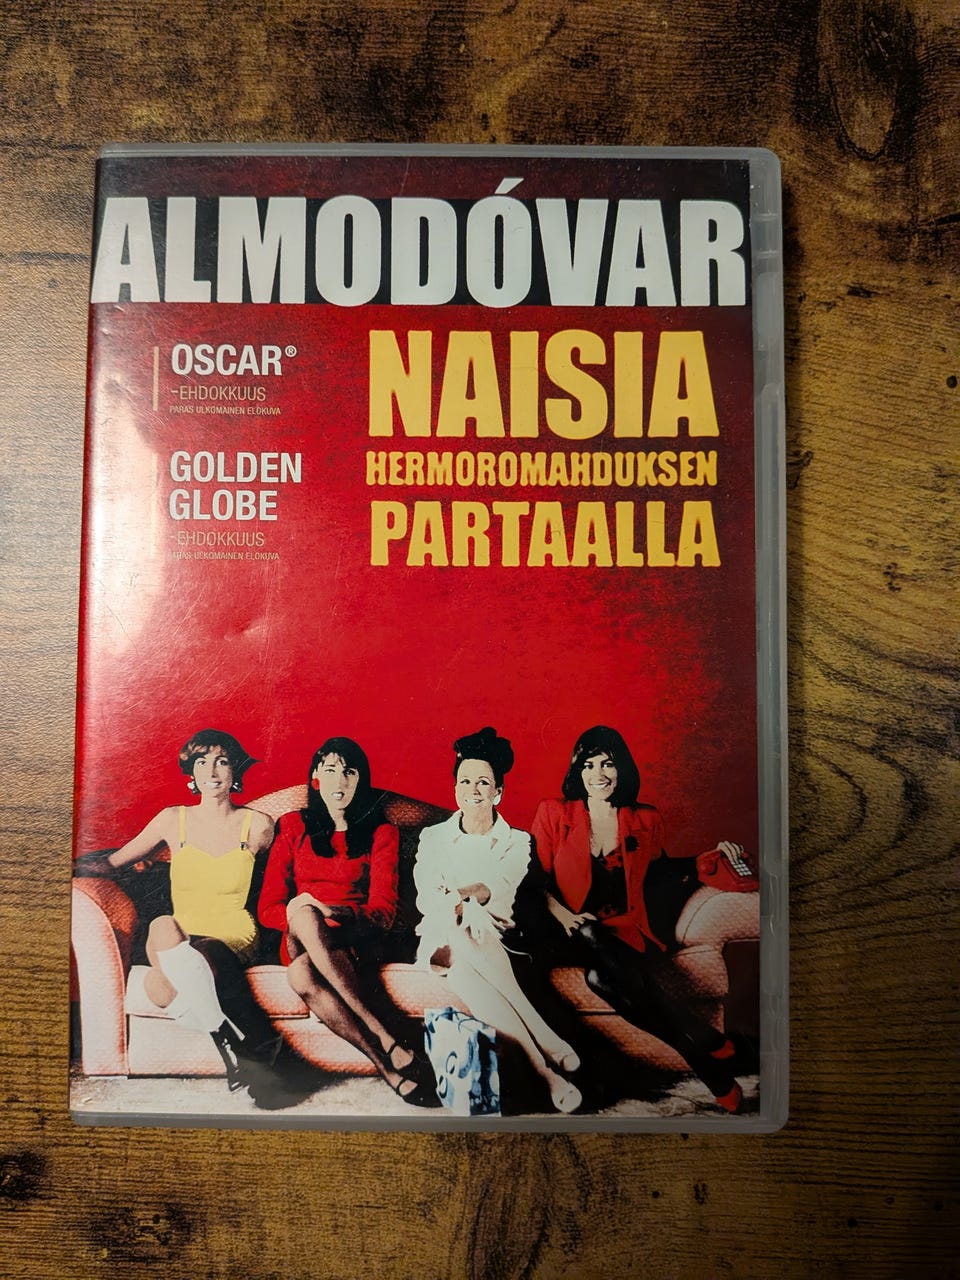 ALMODÓVAR
OSCAR®
-EHDOKKUUS
PARAS ULKOMAINEN ELOKUVA
GOLDEN
GLOBE
-EHDOKKUUS
PARAS ULKOMAINEN ELOKUVA
NAISIA
HERMOROMAHDUKSEN
PARTAALLA